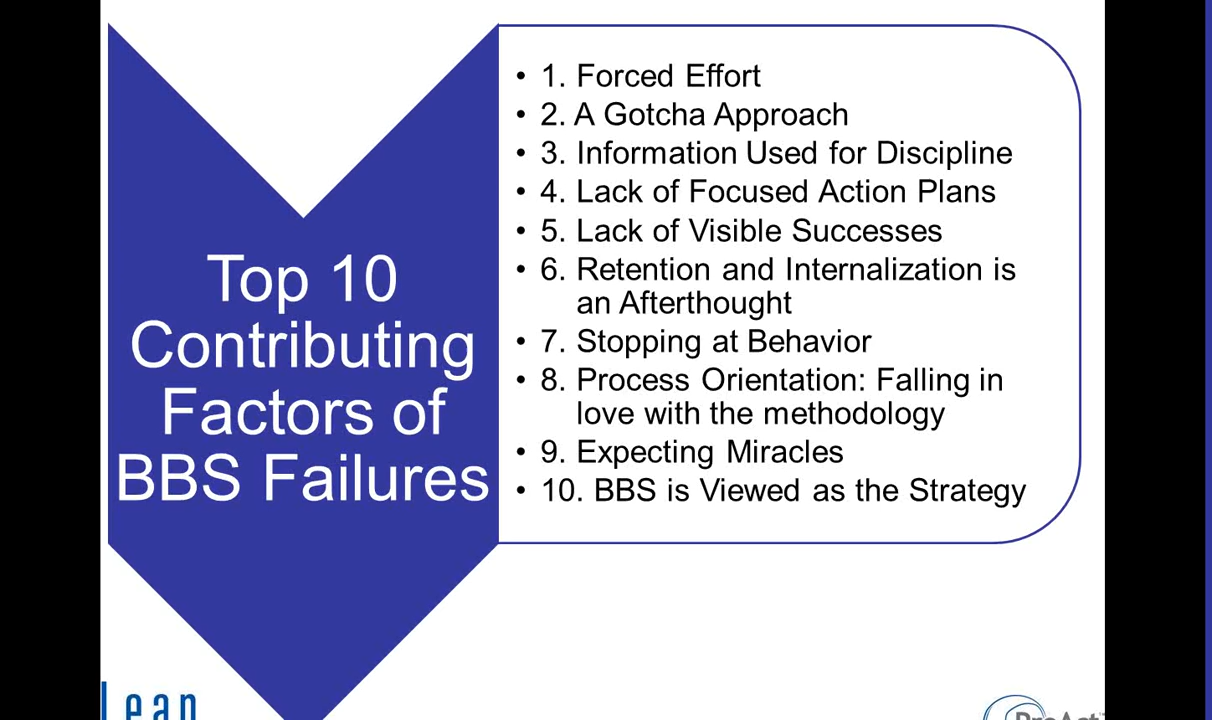 Top 10
Contributing
Factors of
BBS Failures
• 1. Forced Effort
• 2. A Gotcha Approach
• 3. Information Used for Discipline
• 4. Lack of Focused Action Plans
• 5. Lack of Visible Successes
• 6. Retention and Internalization is
an Afterthought
• 7. Stopping at Behavior
• 8. Process Orientation: Falling in
love with the methodology
• 9. Expecting Miracles
• 10. BBS is Viewed as the Strategy
Lean
ProAct